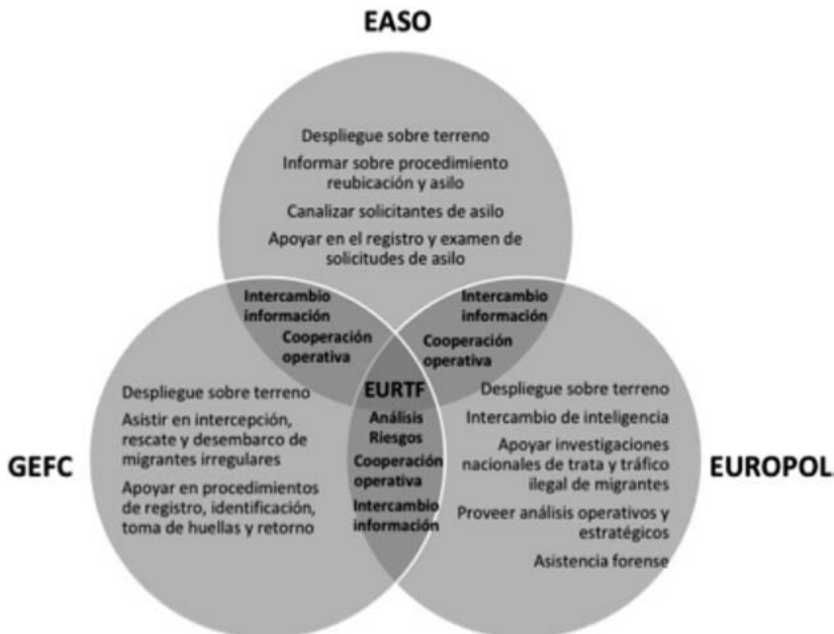 EASO
Despliegue sobre terreno
Informar sobre procedimiento
reubicación y asilo
Canalizar solicitantes de asilo
Apoyar en el registro y examen de
solicitudes de asilo
Intercambio
información
Cooperación
operativa
Intercambio
información
Cooperación
operativa
GEFC
Despliegue sobre terreno
Asistir en intercepción,
rescate y desembarco de
migrantes irregulares
Apoyar en procedimientos
de registro, identificación,
toma de huellas y retorno
EURTF
Análisis
Riesgos
Cooperación
operativa
Intercambio
información
Despliegue sobre terreno
Intercambio de inteligencia
Apoyar investigaciones
nacionales de trata y tráfico
ilegal de migrantes
Proveer análisis operativos y
estratégicos
Asistencia forense
EUROPOL